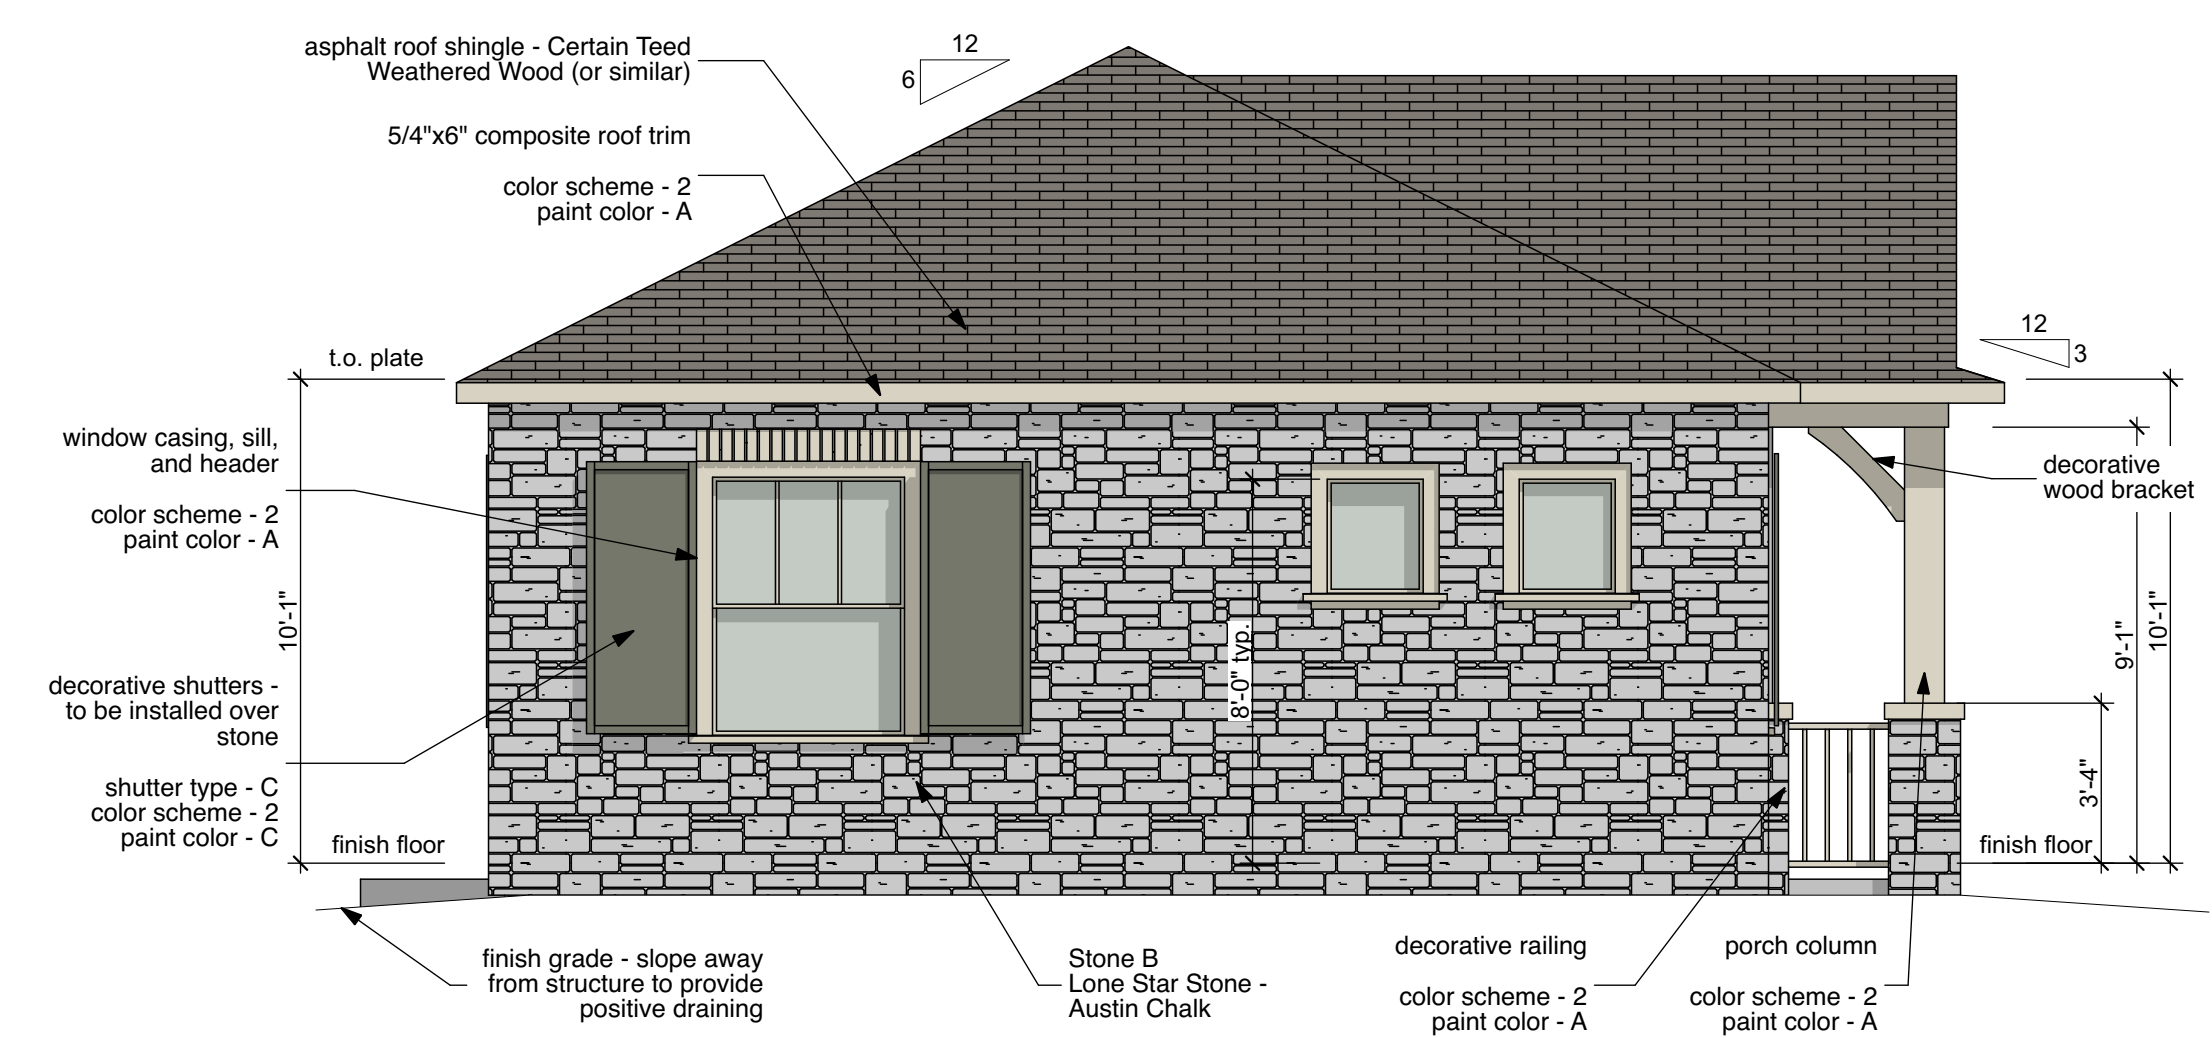 asphalt roof shingle - Certain Teed
Weathered Wood (or similar)
12
6
5/4"x6" composite roof trim
color scheme - 2
paint color - A
t.o. plate
12
3
window casing, sill,
and header
color scheme - 2
paint color - A
decorative
wood bracket
10'-1"
8'-0" typ.
9'-1"
10'-1"
decorative shutters -
to be installed over
stone
shutter type - C
color scheme - 2
paint color - C
3'-4"
finish floor
finish floor
finish grade - slope away
from structure to provide
positive draining
Stone B
Lone Star Stone -
Austin Chalk
decorative railing
color scheme - 2
paint color - A
porch column
color scheme - 2
paint color - A